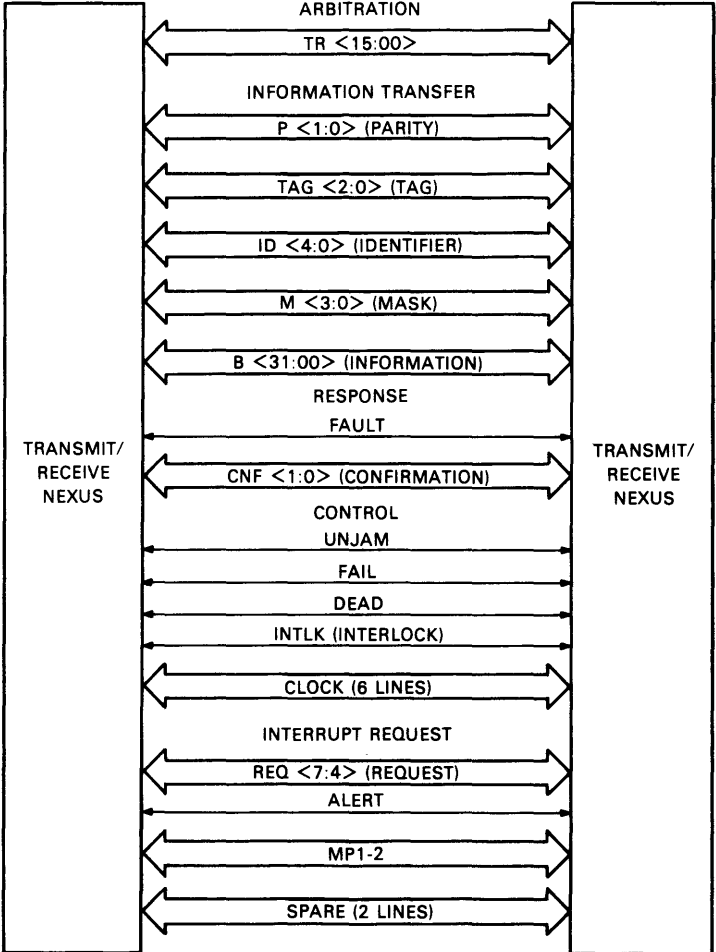 ARBITRATION
TR <15:00>
INFORMATION TRANSFER
P <1:0> (PARITY)
TAG <2:0> (TAG)
ID <4:0> (IDENTIFIER)
M <3:0> (MASK)
B <31:00> (INFORMATION)
RESPONSE
FAULT
TRANSMIT/
RECEIVE
NEXUS
TRANSMIT/
RECEIVE
NEXUS
CNF <1:0> (CONFIRMATION)
CONTROL
UNJAM
FAIL
DEAD
INTLK (INTERLOCK)
CLOCK (6 LINES)
INTERRUPT REQUEST
REQ <7:4> (REQUEST)
ALERT
MP1-2
SPARE (2 LINES)